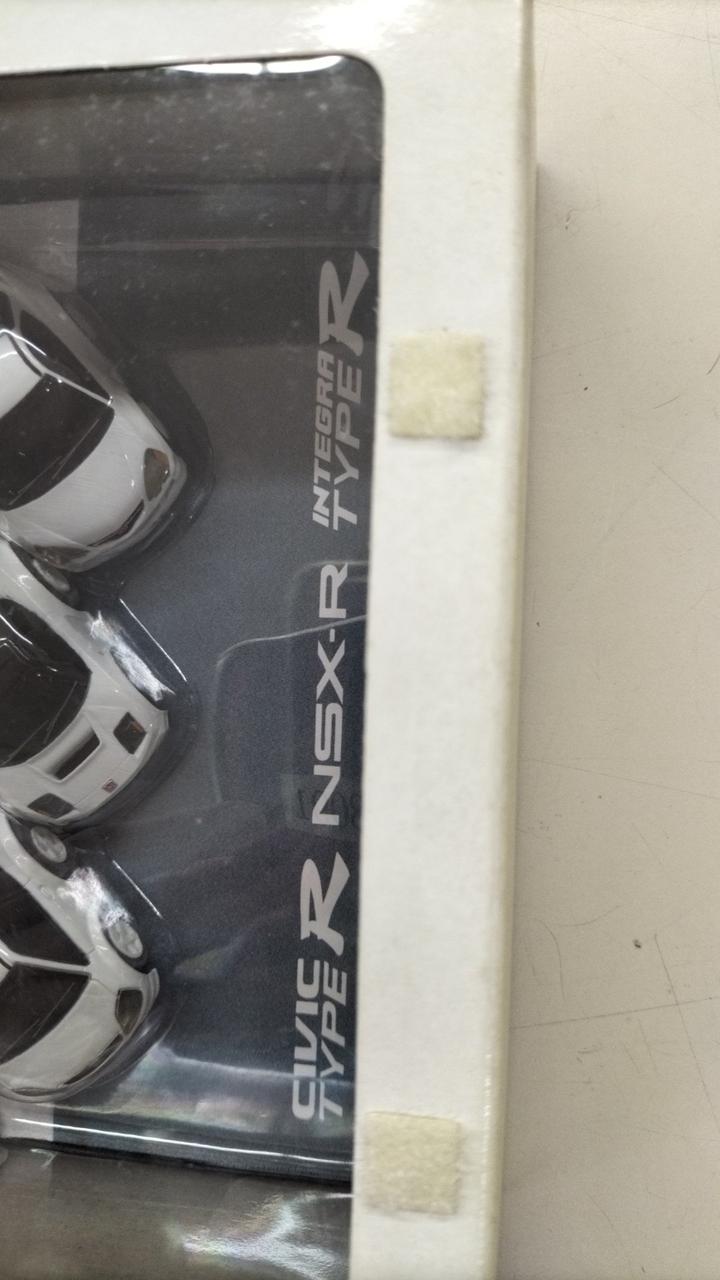 CIVIC
TYPE R
NSX-R
INTEGRA
TYPE R